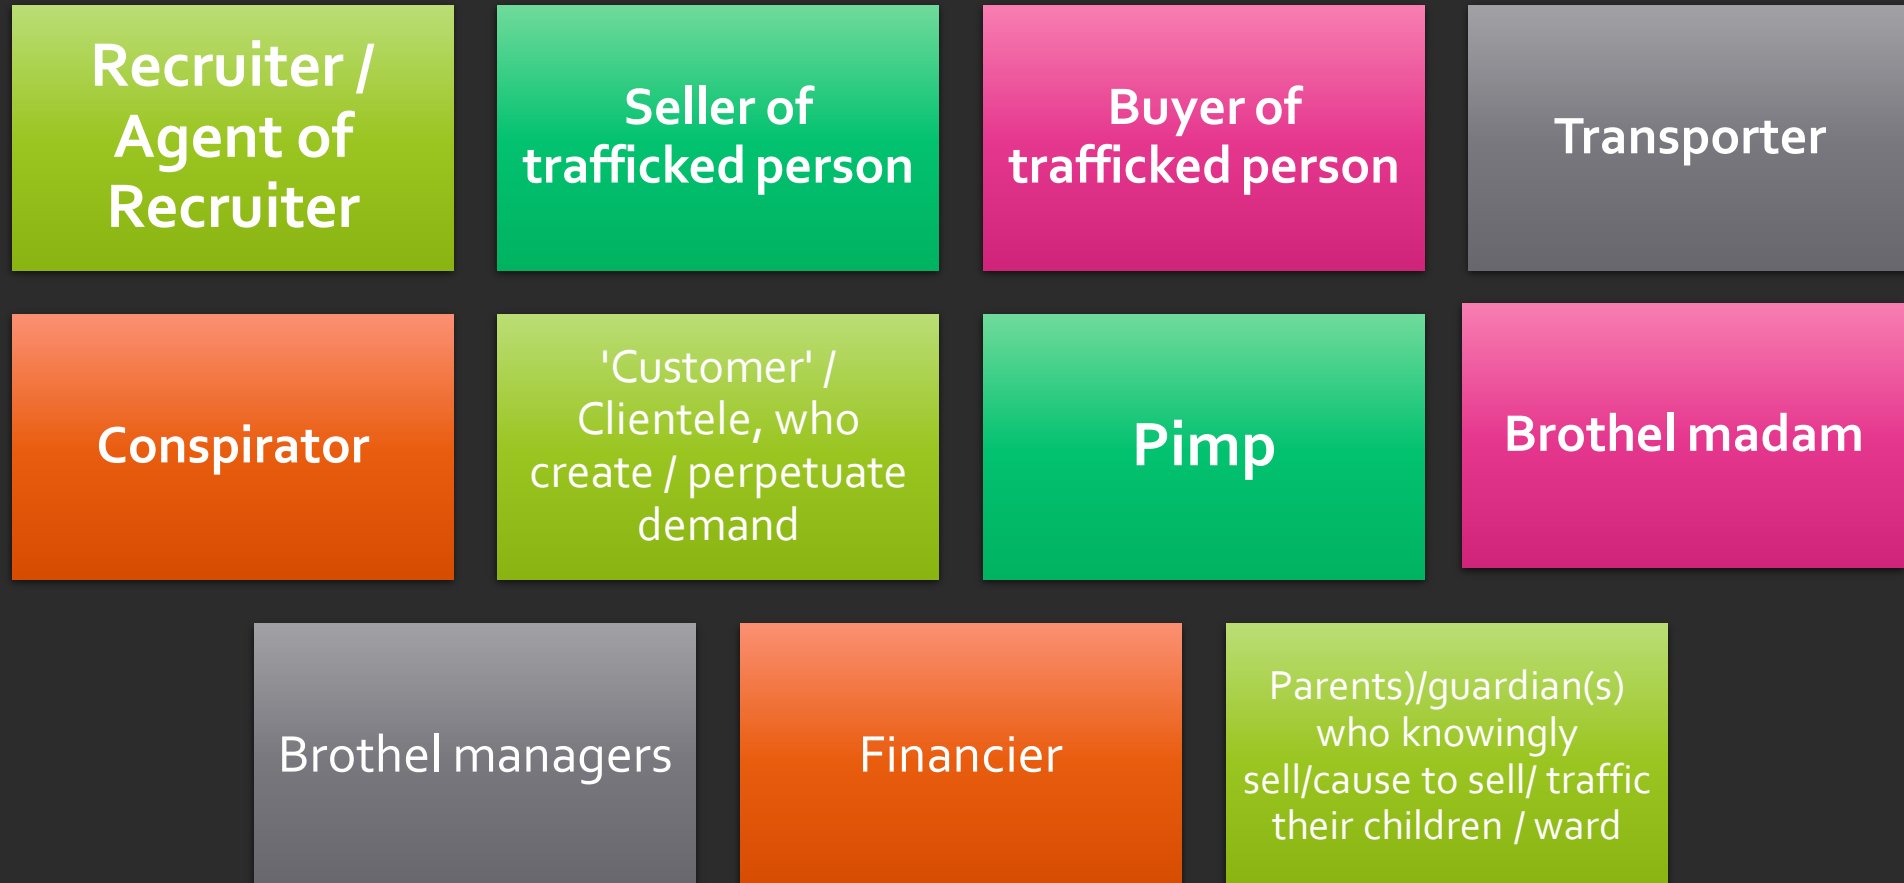 Recruiter /
Agent of
Recruiter
Seller of
trafficked person
Buyer of
trafficked person
Transporter
Conspirator
'Customer' /
Clientele, who
create / perpetuate
demand
Pimp
Brothel madam
Brothel managers
Financier
Parents)/guardian(s)
who knowingly
sell/cause to sell/ traffic
their children / ward